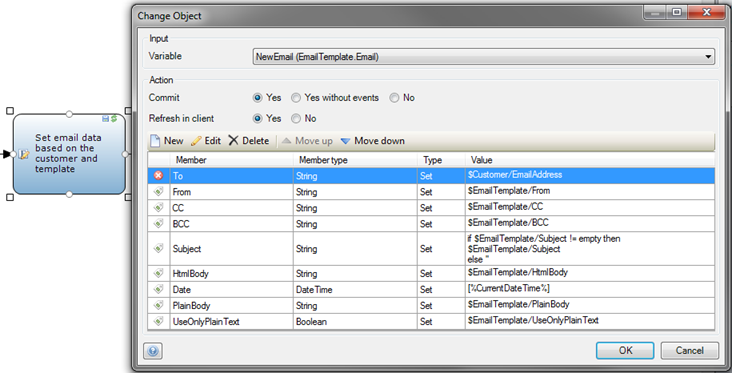 Change Object
Input
Variable
NewEmail (EmailTemplate.Email)
Action
Commit
Yes
Yes without events
No
Refresh in client
Yes
No
New Edit Delete Move up Move down
Member Member type Type Value
To String Set $Customer/EmailAddress
From String Set $EmailTemplate/From
CC String Set $EmailTemplate/CC
BCC String Set $EmailTemplate/BCC
Subject String Set if $EmailTemplate/Subject != empty then
$EmailTemplate/Subject
else ''
HtmlBody String Set $EmailTemplate/HtmlBody
Date DateTime Set [%CurrentDateTime%]
PlainBody String Set $EmailTemplate/PlainBody
UseOnlyPlainText Boolean Set $EmailTemplate/UseOnlyPlainText
OK Cancel
Set email data
based on the
customer and
template